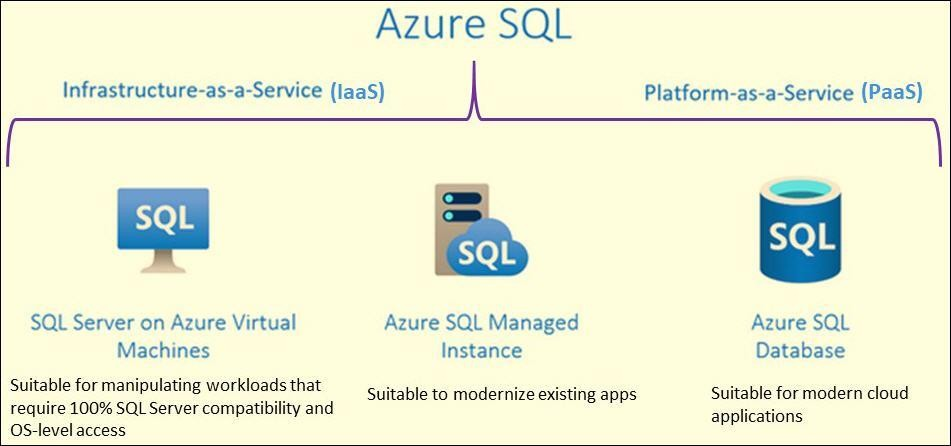 Azure SQL
Infrastructure-as-a-Service (IaaS)
Platform-as-a-Service (PaaS)
SQL
SQL
SQL
SQL Server on Azure Virtual
Machines
Azure SQL Managed
Instance
Azure SQL
Database
Suitable for manipulating workloads that
require 100% SQL Server compatibility and
OS-level access
Suitable to modernize existing apps
Suitable for modern cloud
applications